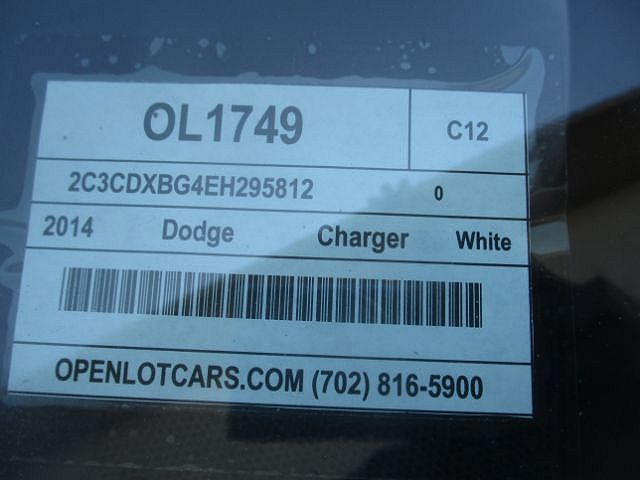 OL1749 C12
2C3CDXBG4EH295812 0
2014 Dodge Charger White
OPENLOTCARS.COM (702) 816-5900